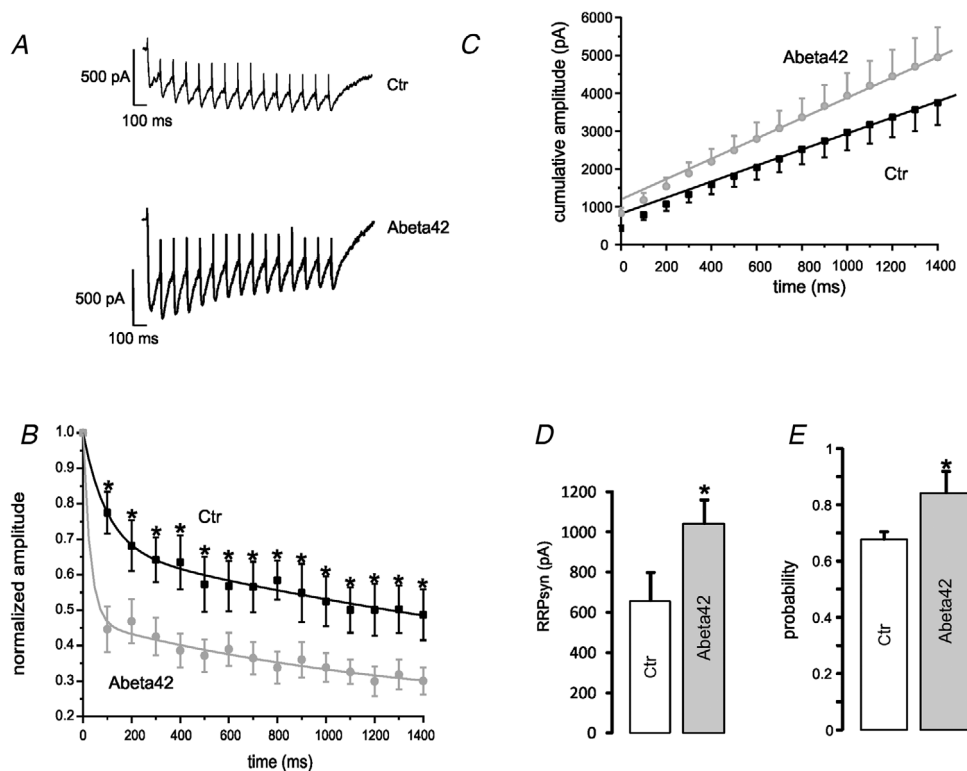 A
500 pA
100 ms
Ctr
500 pA
100 ms
Abeta42
C
cumulative amplitude (pA)
6000
5000
4000
3000
2000
1000
0
Abeta42
Ctr
0 200 400 600 800 1000 1200 1400
time (ms)
B
normalized amplitude
1.0
0.9
0.8
0.7
0.6
0.5
0.4
0.3
0.2
* * * * * * * * * * * * * *
Ctr
Abeta42
0 200 400 600 800 1000 1200 1400
time (ms)
D
RRPsyn (pA)
1200
1000
800
600
400
200
0
*
Ctr
Abeta42
E
probability
1
0.8
0.6
0.4
0.2
0
*
Ctr
Abeta42